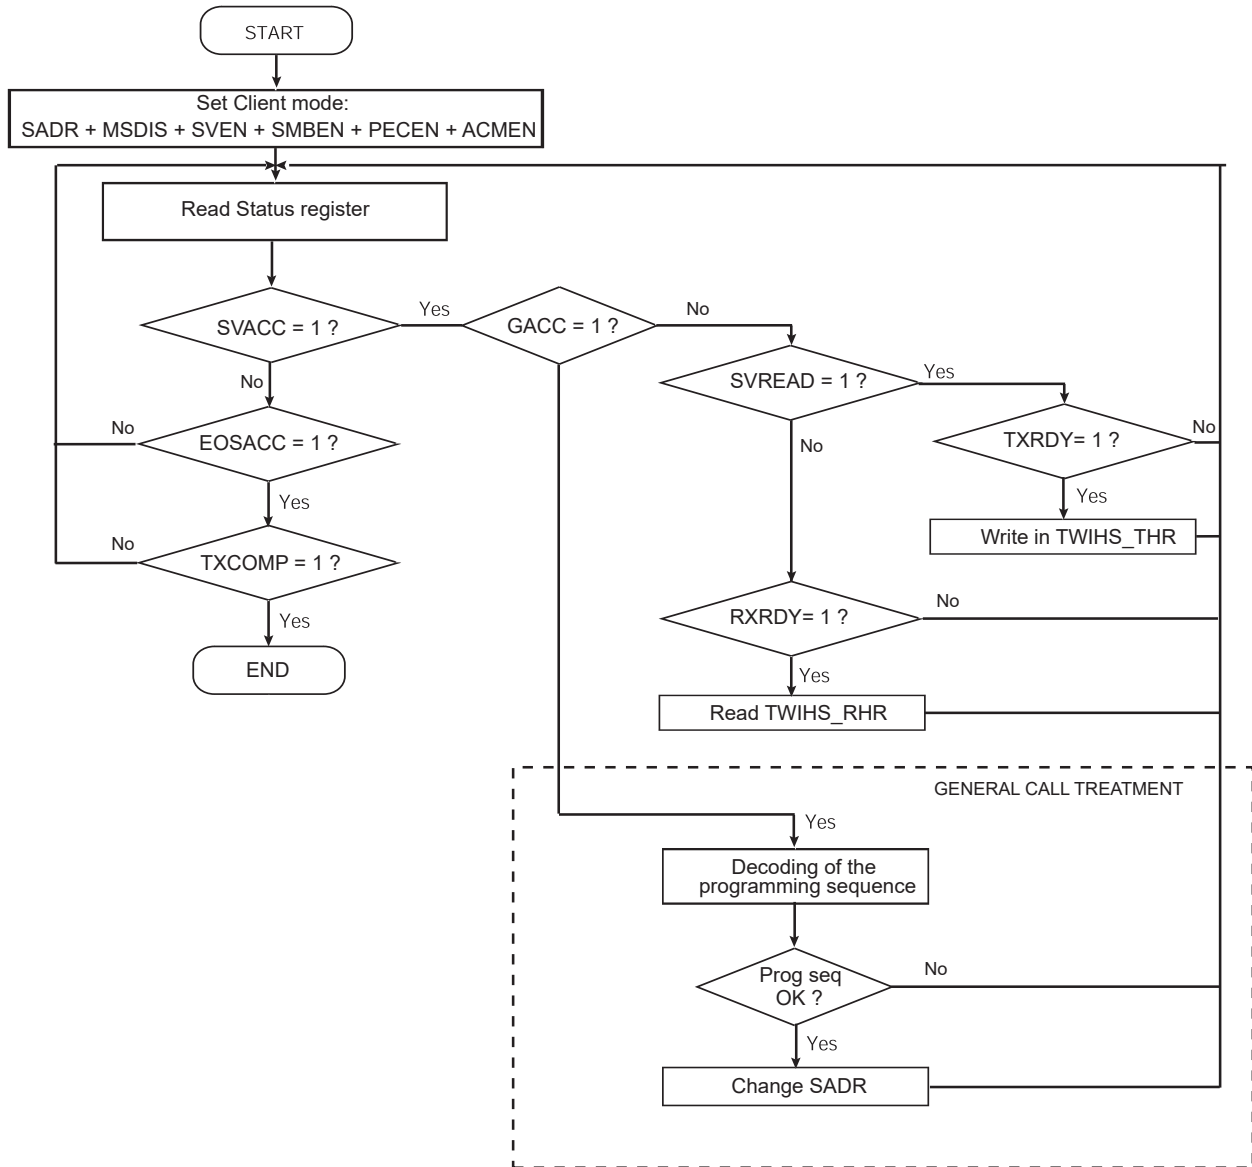 START
Set Client mode:
SADR + MSDIS + SVEN + SMBEN + PECEN + ACMEN
Read Status register
SVACC = 1 ?
Yes
GACC = 1 ?
No
SVREAD = 1 ?
Yes
No
EOSACC = 1 ?
No
TXRDY= 1 ?
No
No
Yes
Yes
Write in TWIHS_THR
No
TXCOMP = 1 ?
RXRDY= 1 ?
No
Yes
END
Yes
Read TWIHS_RHR
GENERAL CALL TREATMENT
Yes
Decoding of the
programming sequence
Prog seq
OK ?
No
Yes
Change SADR